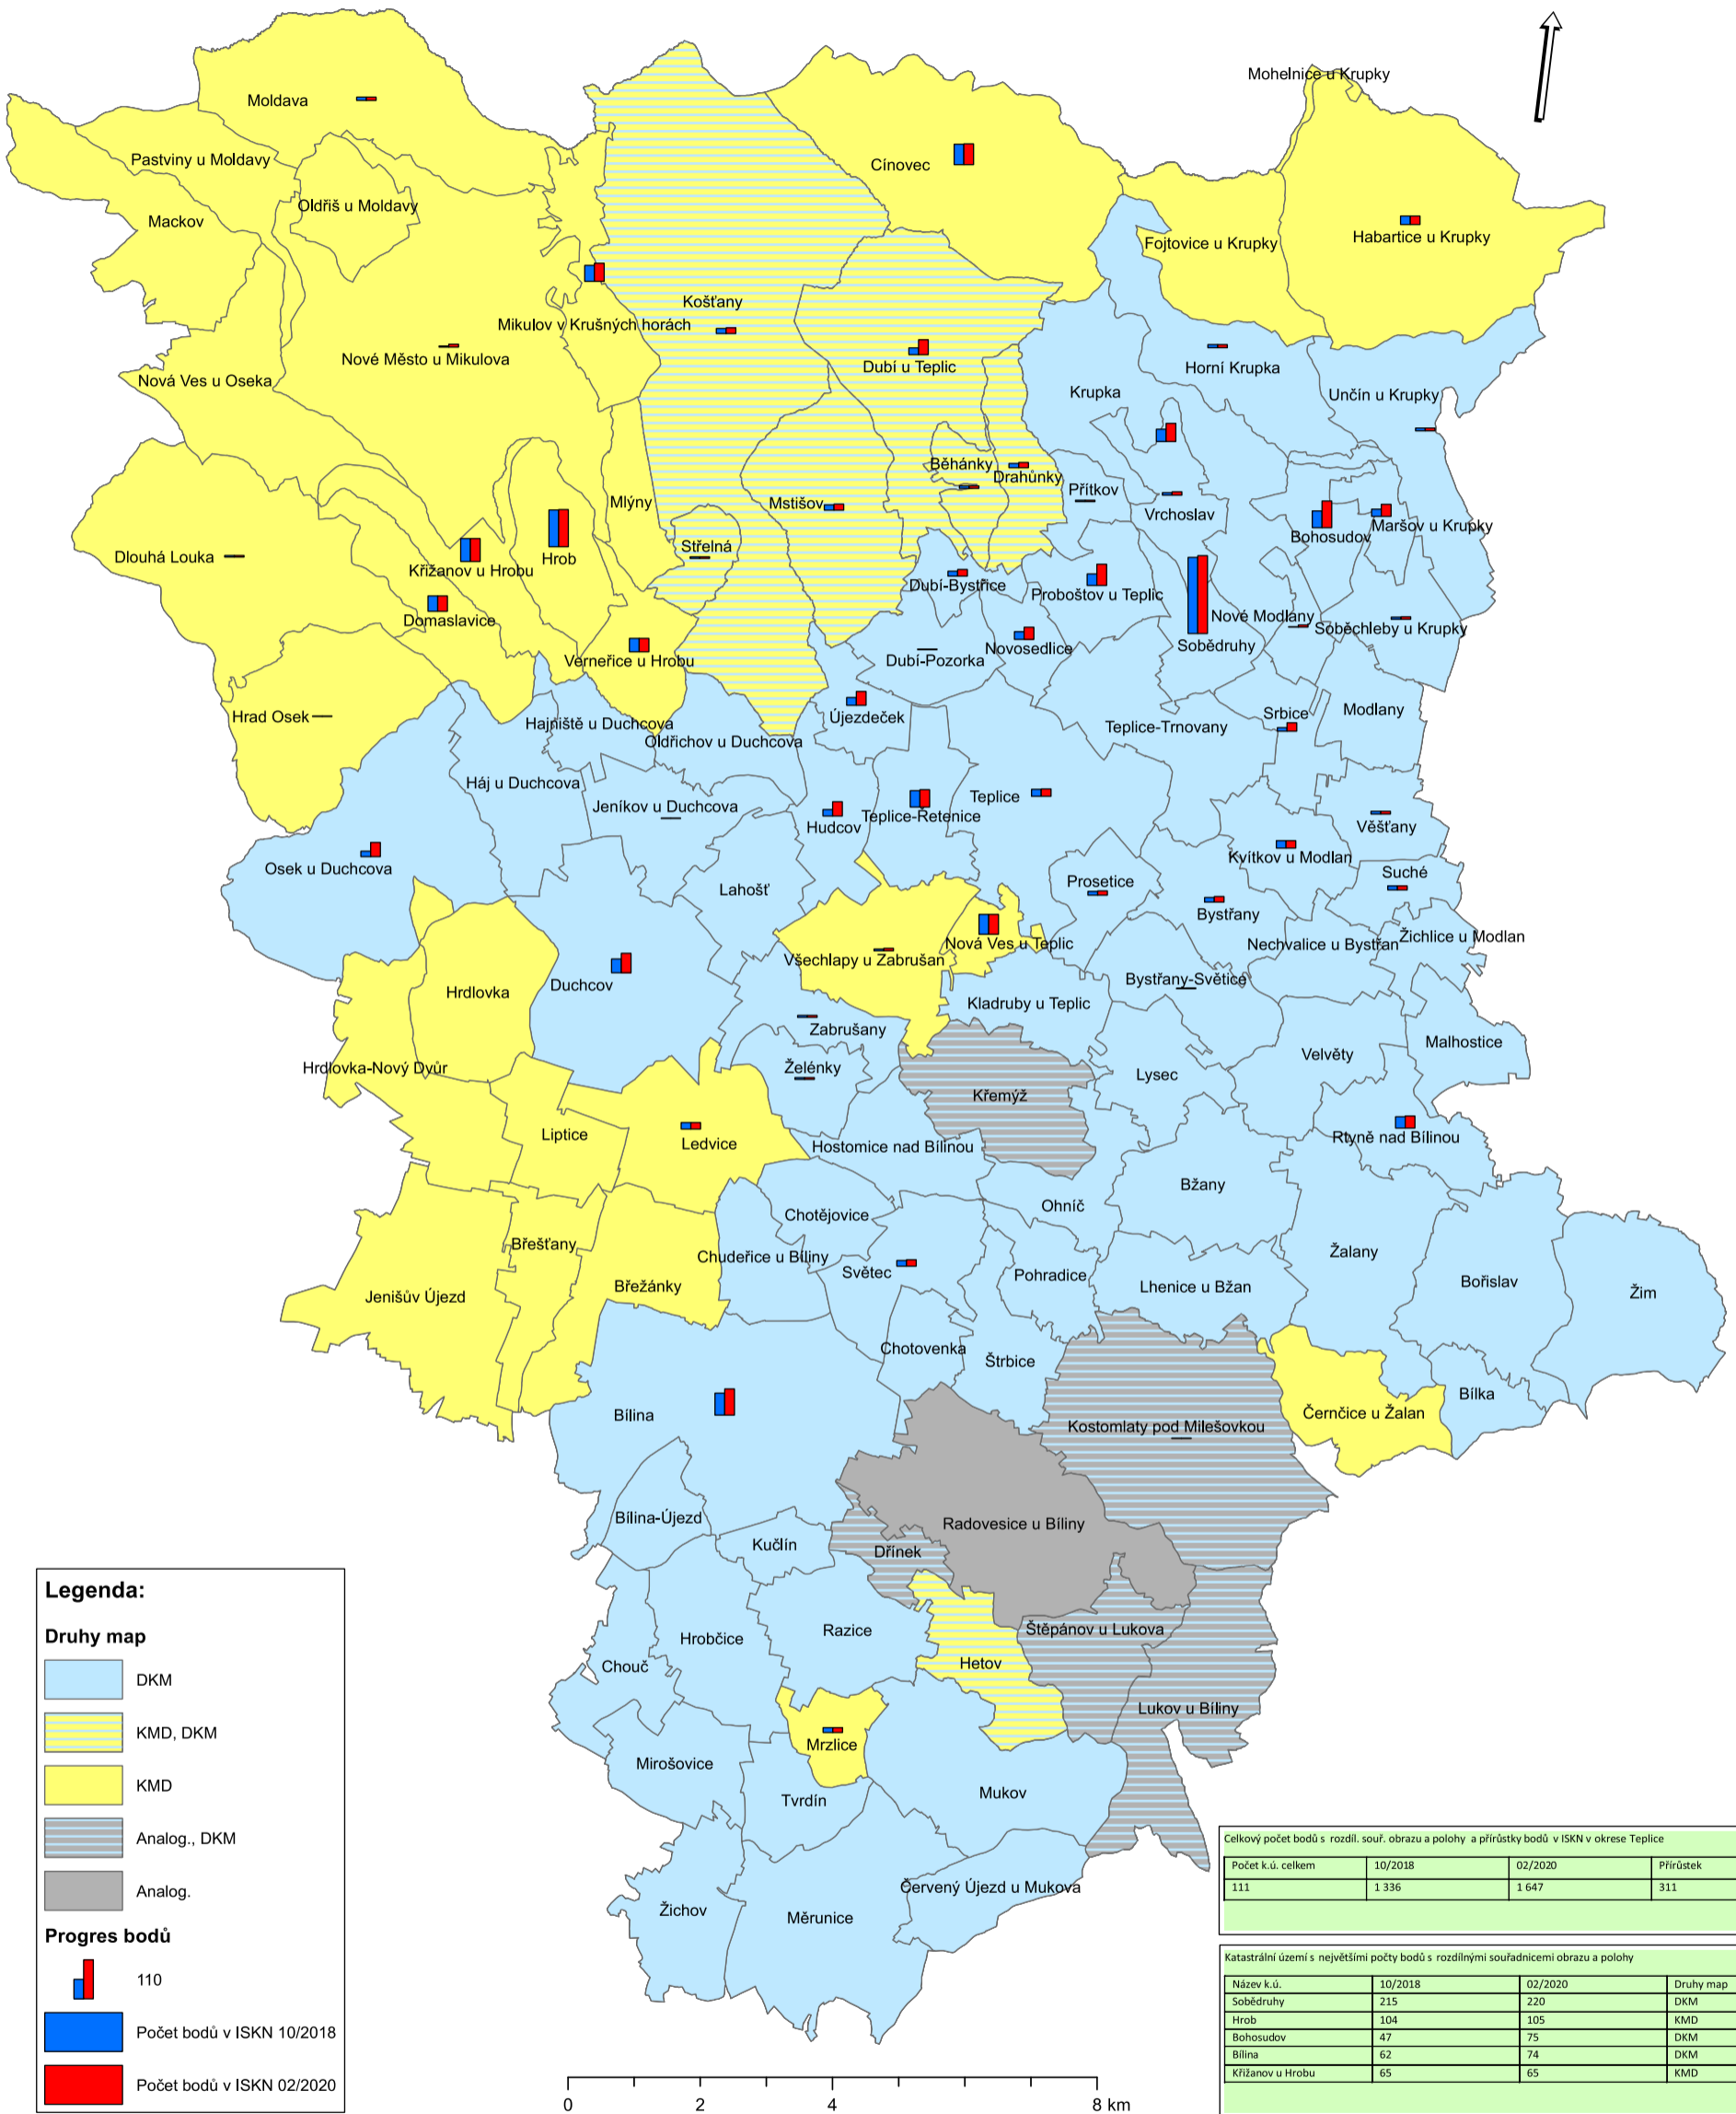 Mohelnice u Krupky
Moldava
Pastviny u Moldavy
Cínovec
Oldřiš u Moldavy
Mackov
Fojtovice u Krupky
Habartice u Krupky
Košťany
Mikulov v Krušných horách
Nové Město u Mikulova
Dubí u Teplic
Horní Krupka
Nová Ves u Oseka
Krupka
Unčín u Krupky
Běhánky
Drahůnky
Přítkov
Mlýny
Mstišov
Vrchoslav
Maršov u Krupky
Bohosudov
Střelná
Dlouhá Louka
Hrob
Křižanov u Hrobu
Dubí-Bystřice
Proboštov u Teplic
Domaslavice
Nové Modlany
Soběchleby u Krupky
Sobědruhy
Novosedlice
Verneřice u Hrobu
Dubí-Pozorka
Hrad Osek
Újezdeček
Srbice
Modlany
Hajniště u Duchcova
Teplice-Trnovany
Oldřichov u Duchcova
Háj u Duchcova
Teplice
Jeníkov u Duchcova
Hudcov
Teplice-Řetenice
Věšťany
Kvítkov u Modlan
Osek u Duchcova
Suché
Prosetice
Lahošť
Bystřany
Žichlice u Modlan
Nová Ves u Teplic
Nechvalice u Bystřan
Všechlapy u Zabrušan
Bystřany-Světice
Duchcov
Hrdlovka
Kladruby u Teplic
Zabrušany
Malhostice
Velvěty
Hrdlovka-Nový Dvůr
Želénky
Lysec
Křemýž
Liptice
Rtyně nad Bílinou
Ledvice
Hostomice nad Bílinou
Bžany
Ohníč
Chotějovice
Břešťany
Žalany
Chudeřice u Bíliny
Světec
Pohradice
Bořislav
Břežánky
Lhenice u Bžan
Žim
Jenišův Újezd
Chotovenka
Štrbice
Bílka
Bílina
Černčice u Žalan
Kostomlaty pod Milešovkou
Bílina-Újezd
Radovesice u Bíliny
Kučlín
Dřínek
Štěpánov u Lukova
Razice
Hrobčice
Hetov
Chouč
Lukov u Bíliny
Mrzlice
Mirošovice
Mukov
Tvrdín
Červený Újezd u Mukova
Žichov
Měrunice
Legenda:
Druhy map
DKM
KMD, DKM
KMD
Analog., DKM
Analog.
Progres bodů
110
Počet bodů v ISKN 10/2018
Počet bodů v ISKN 02/2020
0 2 4 8 km
Celkový počet bodů s rozdíl. souř. obrazu a polohy a přírůstky bodů v ISKN v okrese Teplice
Počet k.ú. celkem 10/2018 02/2020 Přírůstek
111 1 336 1 647 311
Katastrální území s největšími počty bodů s rozdílnými souřadnicemi obrazu a polohy
Název k.ú. 10/2018 02/2020 Druhy map
Sobědruhy 215 220 DKM
Hrob 104 105 KMD
Bohosudov 47 75 DKM
Bílina 62 74 DKM
Křižanov u Hrobu 65 65 KMD